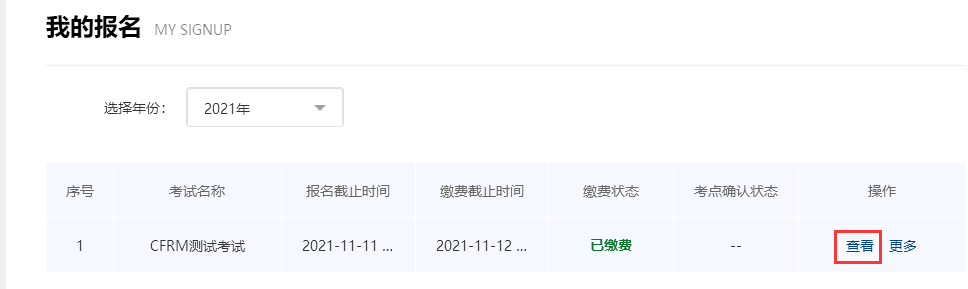 我的报名 MY SIGNUP
选择年份： 2021年
序号 考试名称 报名截止时间 缴费截止时间 缴费状态 考点确认状态 操作
1 CFRM测试考试 2021-11-11 ... 2021-11-12 ... 已缴费 -- 查看 更多